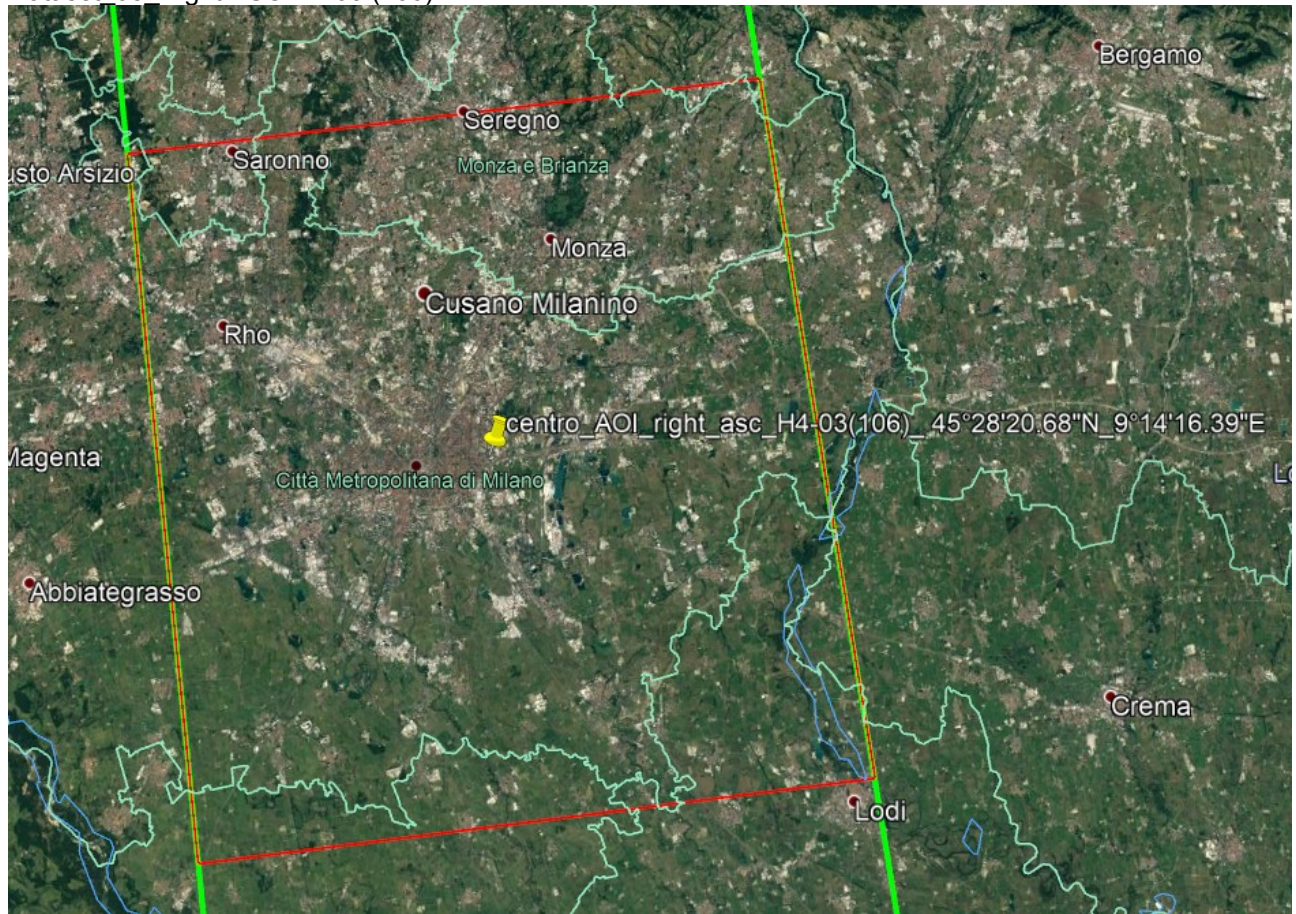 Bergamo
Seregno
Saronno
Monza e Brianza
usto Arsizio
Monza
Cusano Milanino
Rho
centro_AOI_right_asc_H4-03(106)_ 45°28'20.68"N_9°14'16.39"E
Magenta
Città Metropolitana di Milano
Lo
Abbiategrasso
Crema
Lodi